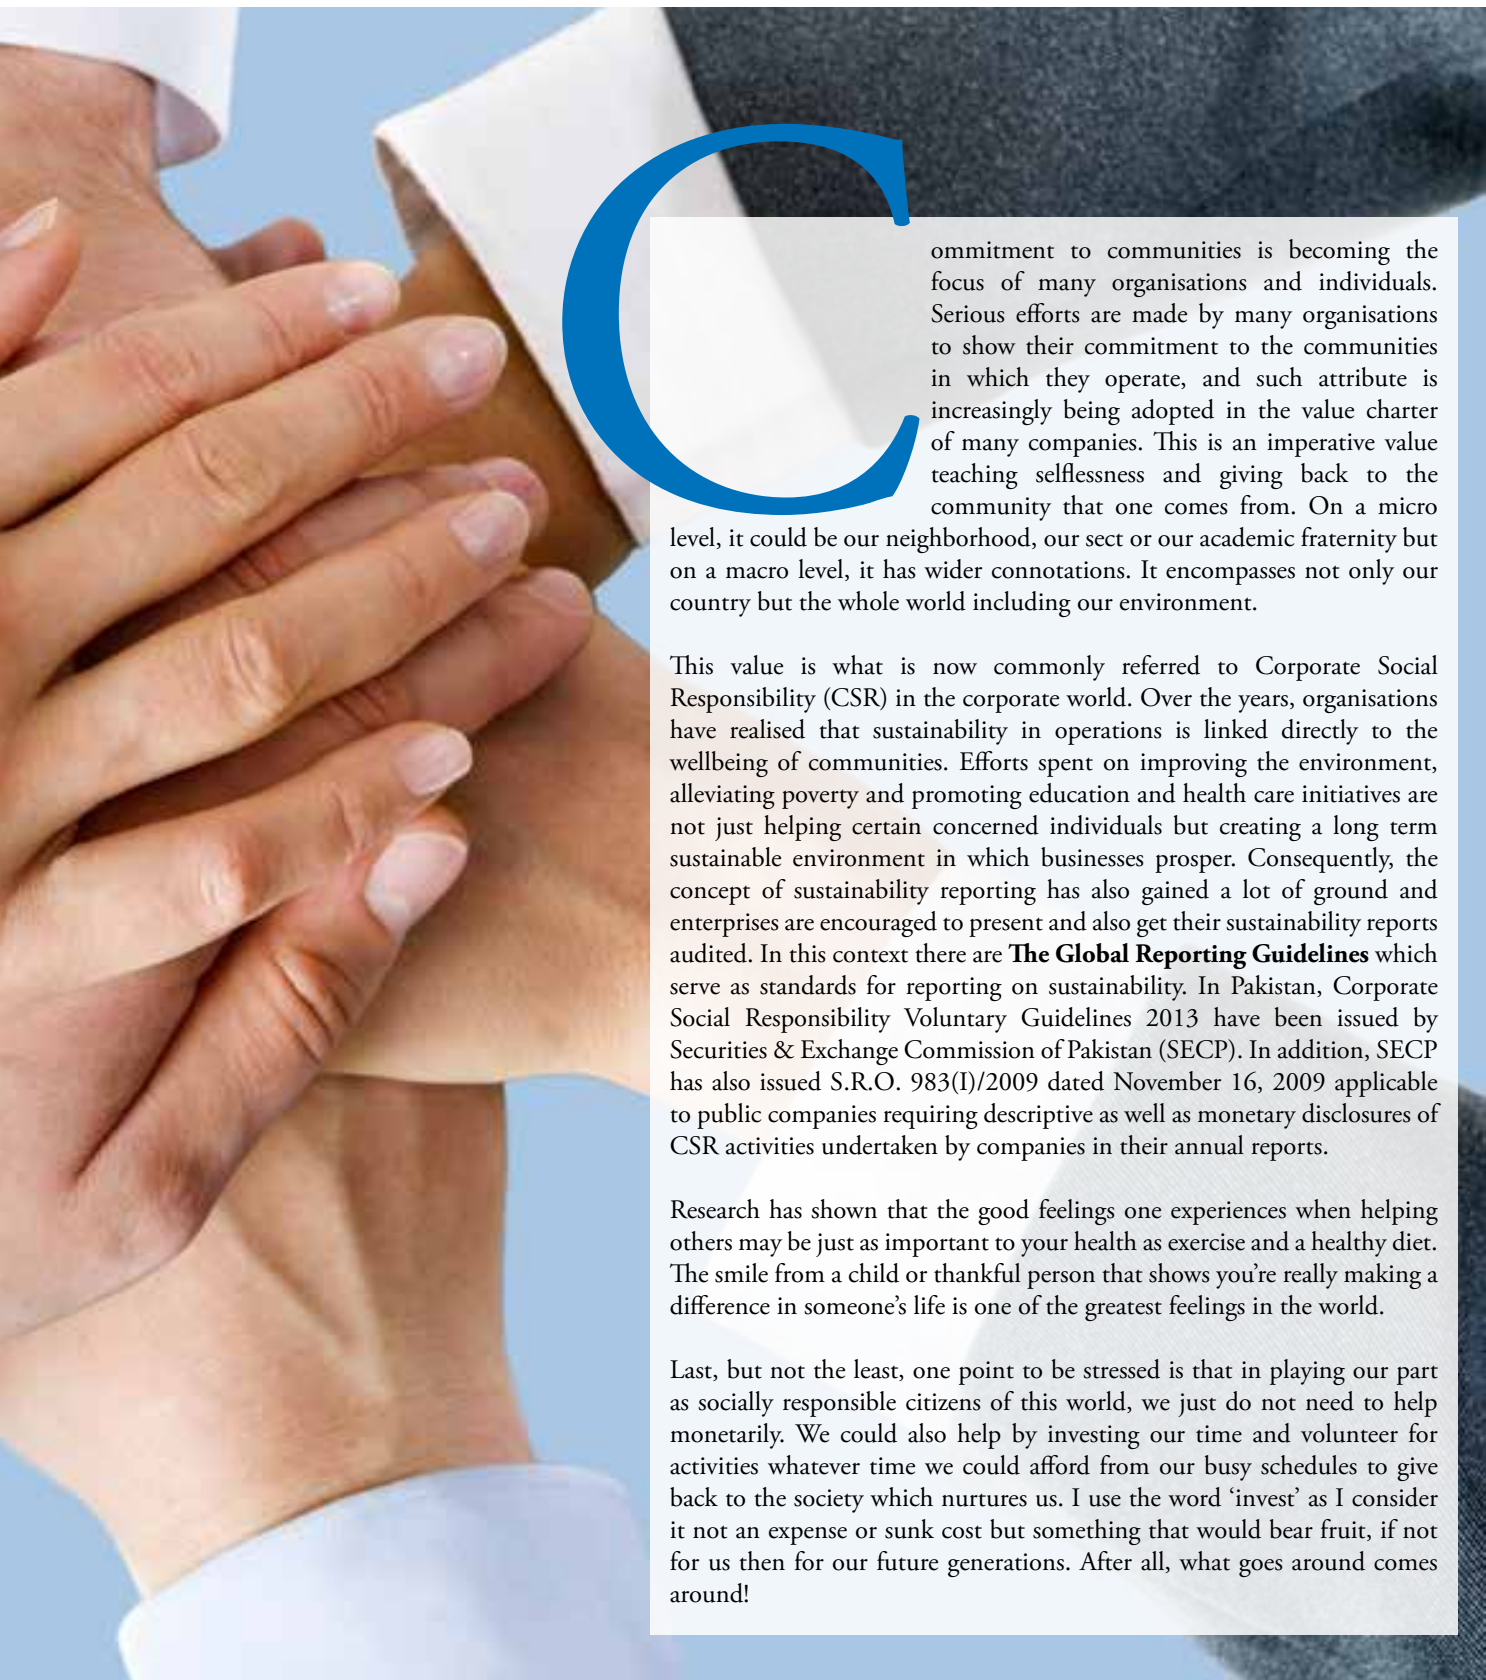 Commitment to communities is becoming the
focus of many organisations and individuals.
Serious efforts are made by many organisations
to show their commitment to the communities
in which they operate, and such attribute is
increasingly being adopted in the value charter
of many companies. This is an imperative value
teaching selflessness and giving back to the
community that one comes from. On a micro
level, it could be our neighborhood, our sect or our academic fraternity but
on a macro level, it has wider connotations. It encompasses not only our
country but the whole world including our environment.
This value is what is now commonly referred to Corporate Social
Responsibility (CSR) in the corporate world. Over the years, organisations
have realised that sustainability in operations is linked directly to the
wellbeing of communities. Efforts spent on improving the environment,
alleviating poverty and promoting education and health care initiatives are
not just helping certain concerned individuals but creating a long term
sustainable environment in which businesses prosper. Consequently, the
concept of sustainability reporting has also gained a lot of ground and
enterprises are encouraged to present and also get their sustainability reports
audited. In this context there are The Global Reporting Guidelines which
serve as standards for reporting on sustainability. In Pakistan, Corporate
Social Responsibility Voluntary Guidelines 2013 have been issued by
Securities & Exchange Commission of Pakistan (SECP). In addition, SECP
has also issued S.R.O. 983(I)/2009 dated November 16, 2009 applicable
to public companies requiring descriptive as well as monetary disclosures of
CSR activities undertaken by companies in their annual reports.
Research has shown that the good feelings one experiences when helping
others may be just as important to your health as exercise and a healthy diet.
The smile from a child or thankful person that shows you're really making a
difference in someone's life is one of the greatest feelings in the world.
Last, but not the least, one point to be stressed is that in playing our part
as socially responsible citizens of this world, we just do not need to help
monetarily. We could also help by investing our time and volunteer for
activities whatever time we could afford from our busy schedules to give
back to the society which nurtures us. I use the word ‘invest’ as I consider
it not an expense or sunk cost but something that would bear fruit, if not
for us then for our future generations. After all, what goes around comes
around!